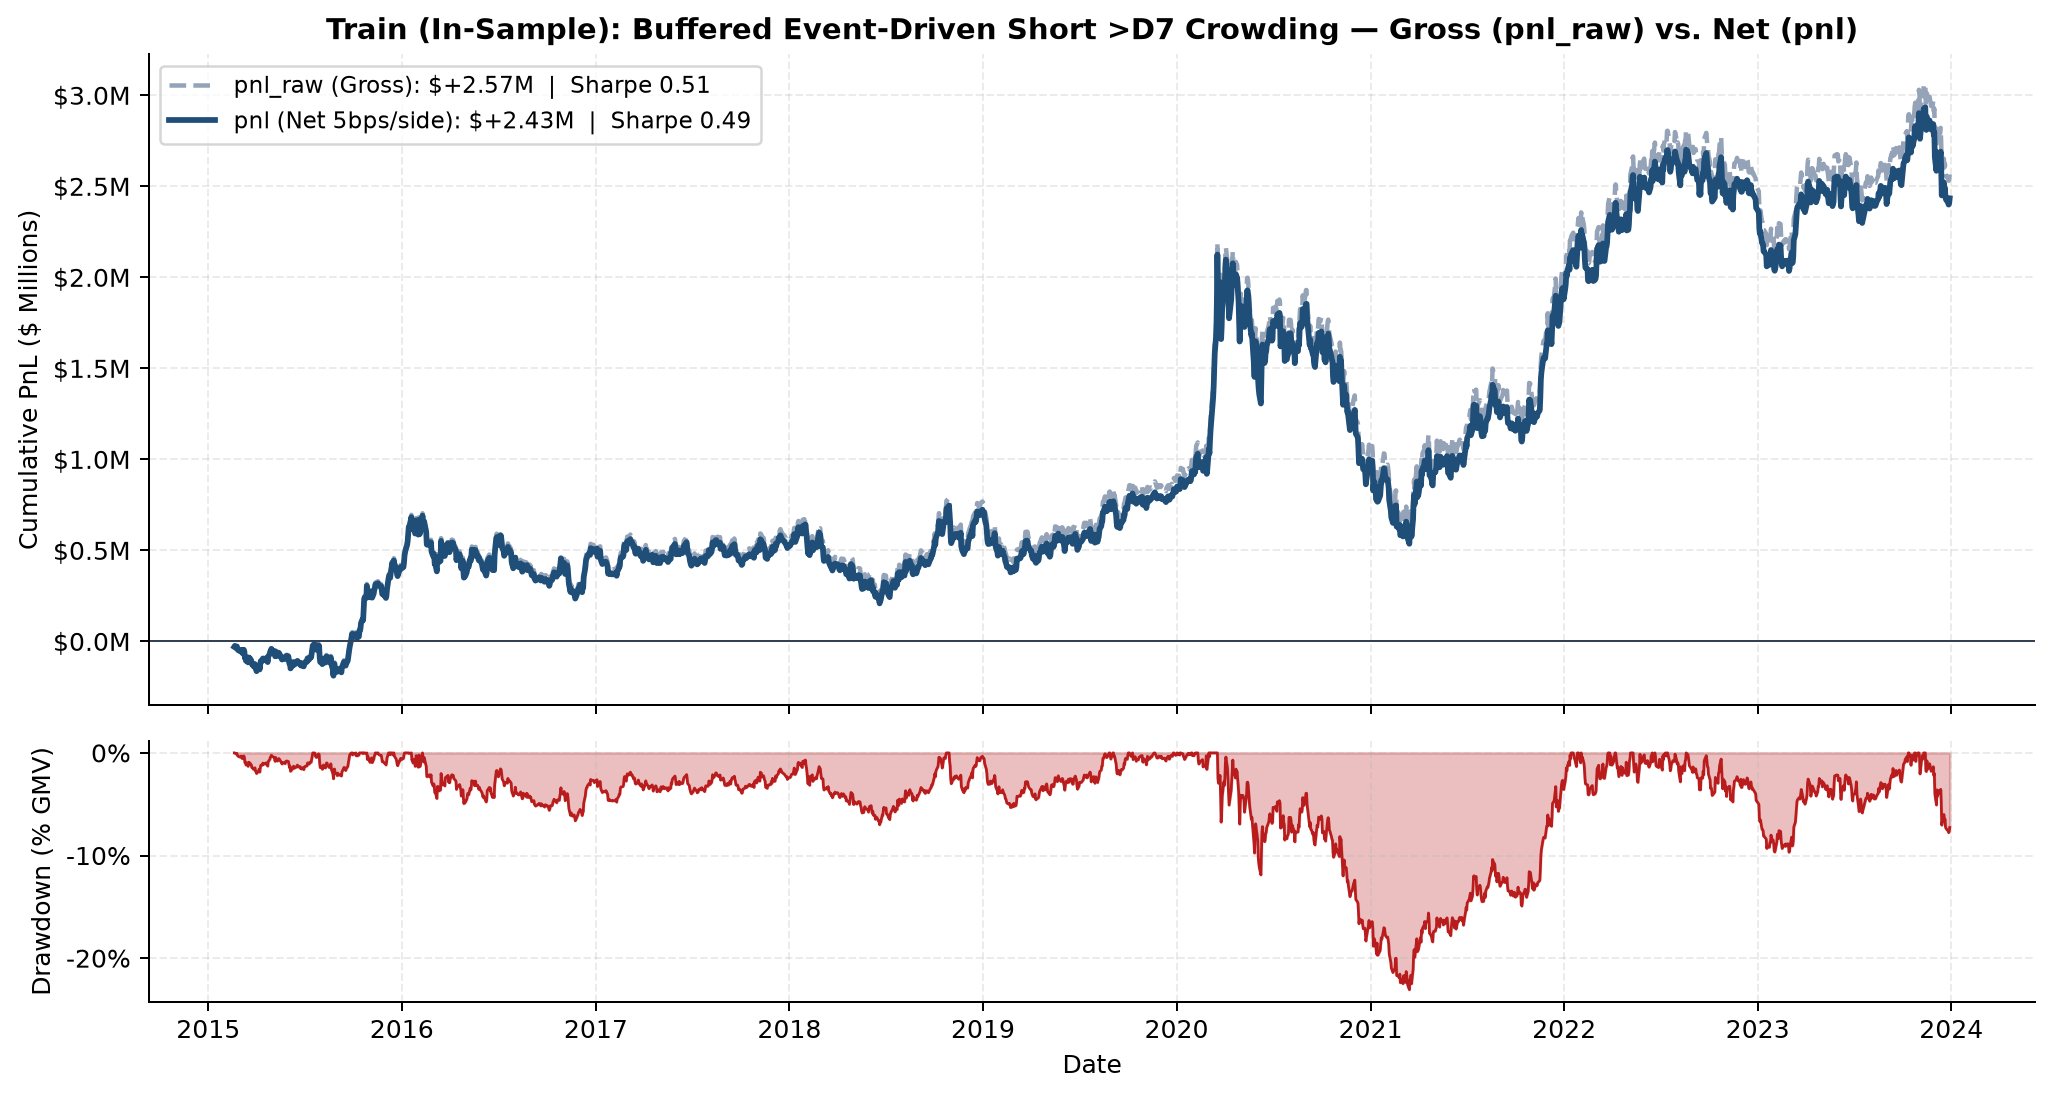 Train (In-Sample): Buffered Event-Driven Short >D7 Crowding — Gross (pnl_raw) vs. Net (pnl)
pnl_raw (Gross): $+2.57M | Sharpe 0.51
pnl (Net 5bps/side): $+2.43M | Sharpe 0.49
Cumulative PnL ($ Millions)
$3.0M
$2.5M
$2.0M
$1.5M
$1.0M
$0.5M
$0.0M
Drawdown (% GMV)
0%
-10%
-20%
2015 2016 2017 2018 2019 2020 2021 2022 2023 2024
Date